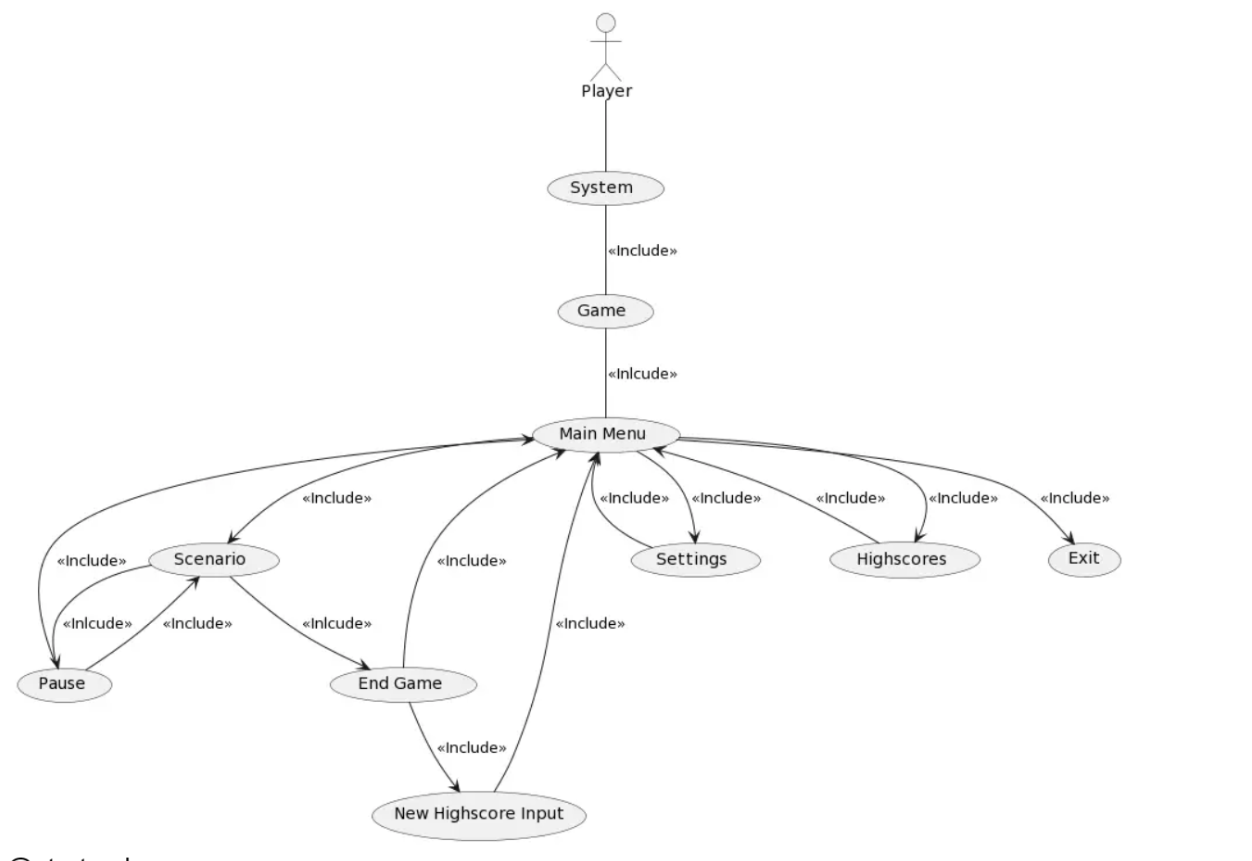 Player
System
«Include»
Game
«Inlcude»
Main Menu
«Include» «Include» «Include» «Include» «Include» «Include»
Scenario Settings Highscores Exit
«Include» «Include»
«Inlcude» «Include» «Inlcude» «Include»
Pause End Game
«Include»
New Highscore Input